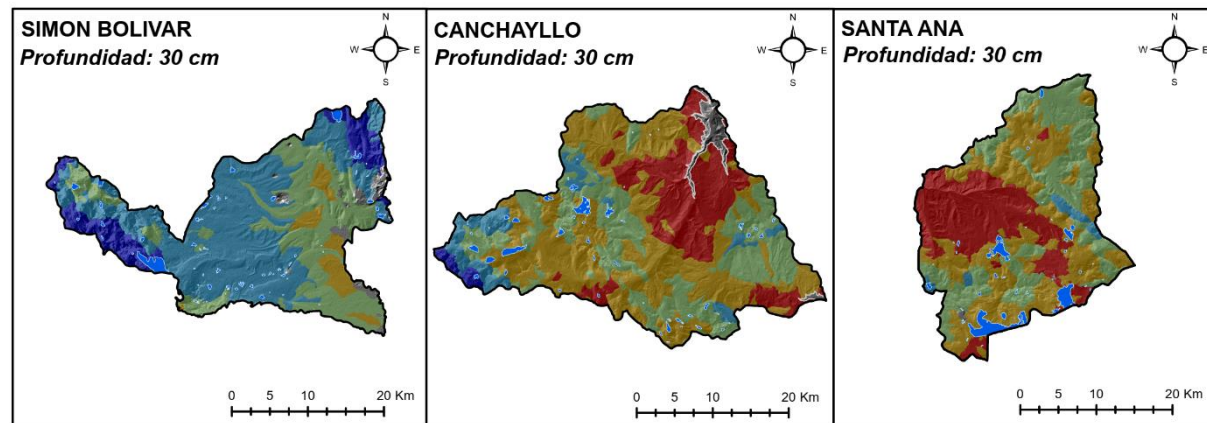 SIMON BOLIVAR
Profundidad: 30 cm
N
W E
S
0 5 10 20 Km
CANCHAYLLO
Profundidad: 30 cm
N
W E
S
0 5 10 20 Km
SANTA ANA
Profundidad: 30 cm
N
W E
S
0 5 10 20 Km